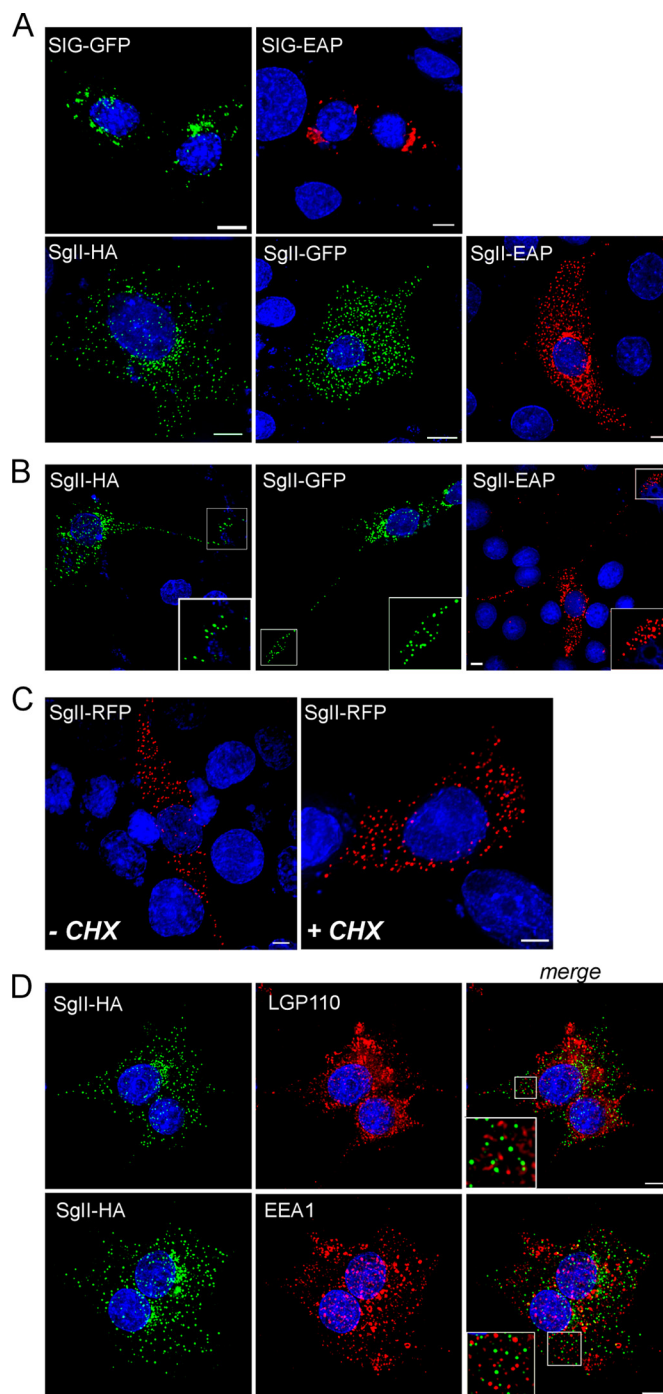 A
SIG-GFP
SIG-EAP
SgII-HA
SgII-GFP
SgII-EAP
B
SgII-HA
SgII-GFP
SgII-EAP
C
SgII-RFP
SgII-RFP
- CHX
+ CHX
D
merge
SgII-HA
LGP110
SgII-HA
EEA1